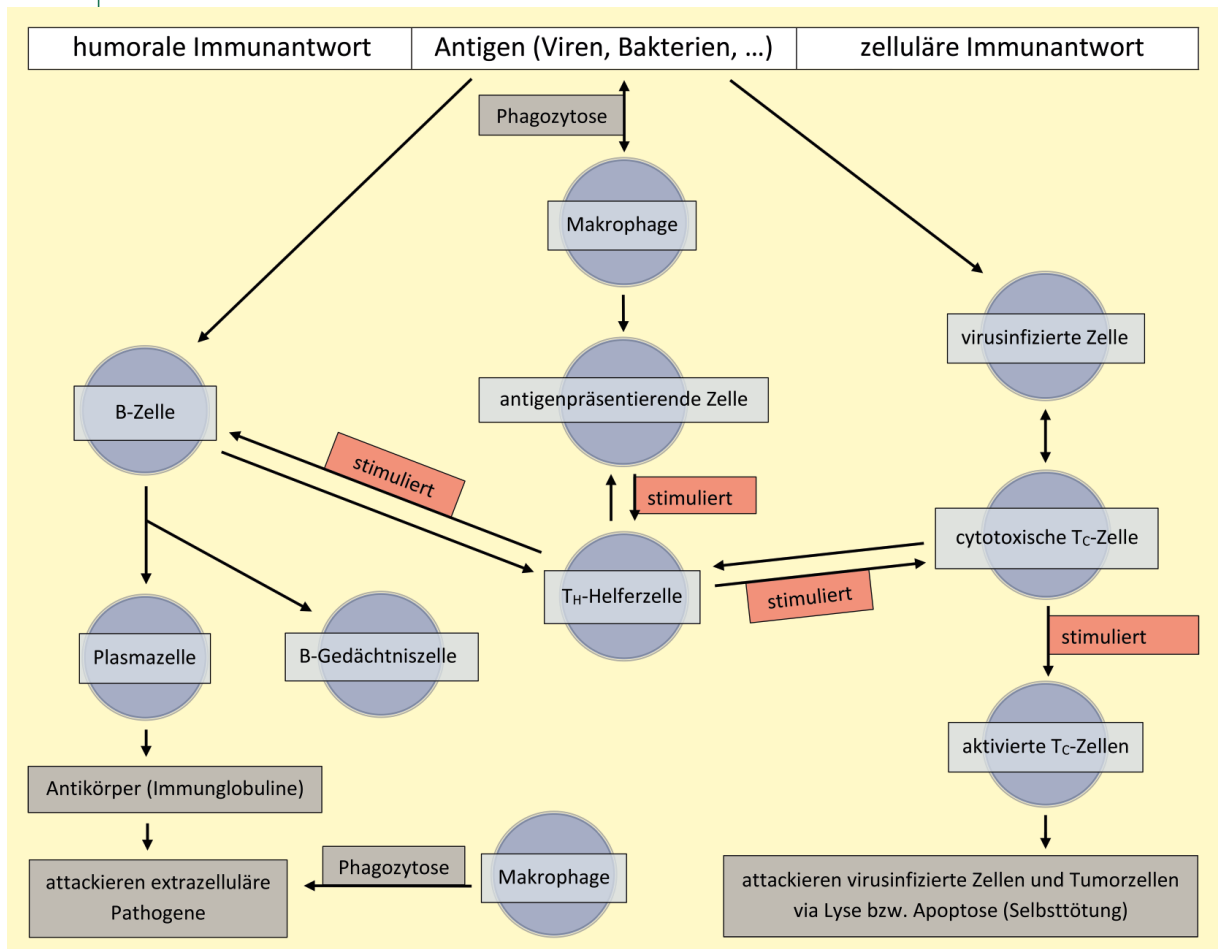 humorale Immunantwort
Antigen (Viren, Bakterien, ...)
zelluläre Immunantwort
Phagozytose
Makrophage
virusinfizierte Zelle
antigenpräsentierende Zelle
B-Zelle
stimuliert
stimuliert
cytotoxische TC-Zelle
TH-Helferzelle
stimuliert
stimuliert
Plasmazelle
B-Gedächtniszelle
aktivierte TC-Zellen
Antikörper (Immunglobuline)
Phagozytose
Makrophage
attackieren extrazelluläre
Pathogene
attackieren virusinfizierte Zellen und Tumorzellen
via Lyse bzw. Apoptose (Selbsttötung)